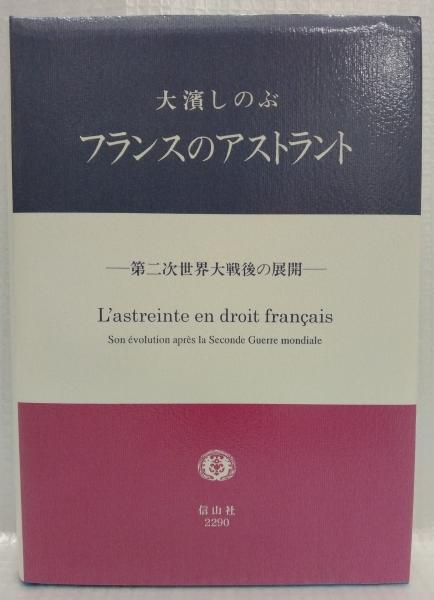 大濱しのぶ
フランスのアストラント
―第二次世界大戦後の展開―
L'astreinte en droit français
Son évolution après la Seconde Guerre mondiale
信山社
2290